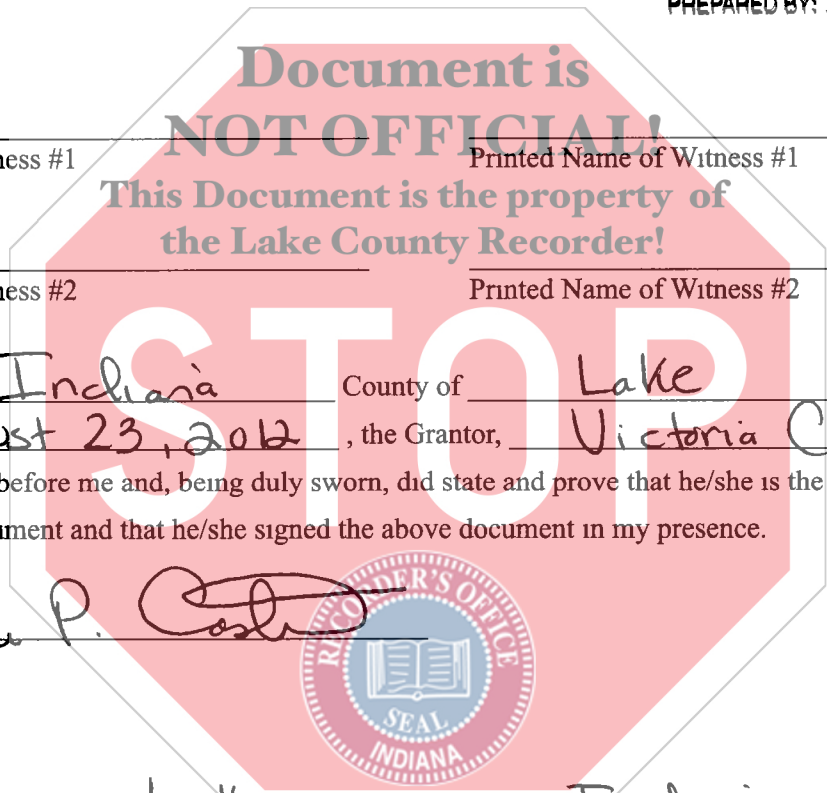 PREPARED BY:
Document is
NOT OFFICIAL!
ness #1 Printed Name of Witness #1
This Document is the property of
the Lake County Recorder!
ness #2 Printed Name of Witness #2
STOP
Indiana County of Lake
ust 23, 2012, the Grantor, Victoria C
before me and, being duly sworn, did state and prove that he/she is the
ument and that he/she signed the above document in my presence.
P.
RECORDER'S OFFICE
SEAL
INDIANA